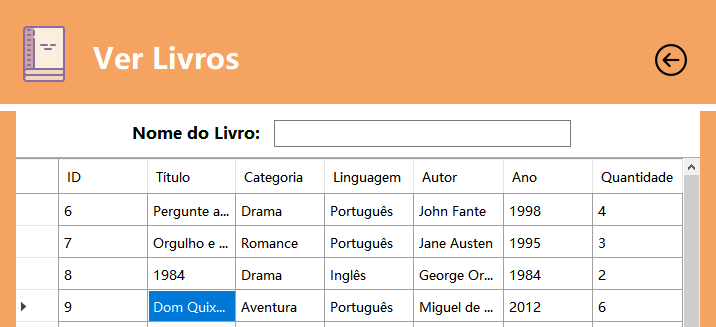 Ver Livros
Nome do Livro:
ID Título Categoria Linguagem Autor Ano Quantidade
6 Pergunte a... Drama Português John Fante 1998 4
7 Orgulho e ... Romance Português Jane Austen 1995 3
8 1984 Drama Inglês George Or... 1984 2
9 Dom Quix... Aventura Português Miguel de ... 2012 6